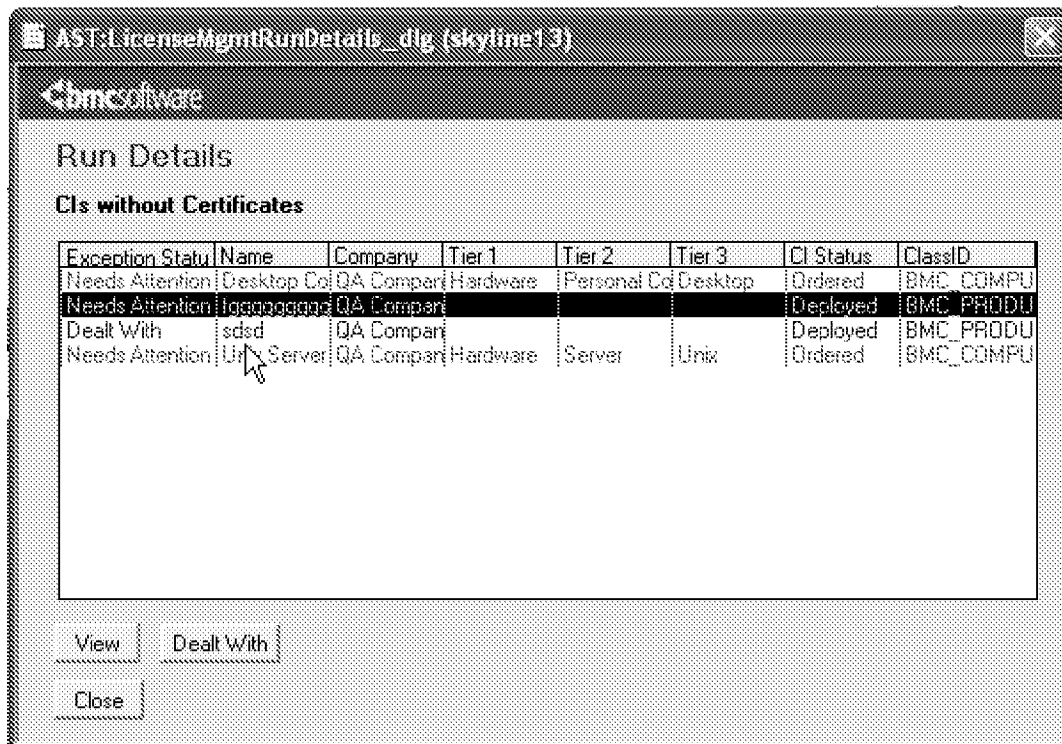 AST:LicenseMgmtRunDetails_dlg (skyline13)
bmcsoftware
Run Details
CIs without Certificates
Exception Statu Name Company Tier 1 Tier 2 Tier 3 CI Status ClassID
Needs Attention Desktop Co QA Compan Hardware Personal Co Desktop Ordered BMC_COMPU
Needs Attention QA Compan Deployed BMC_PRODU
Dealt With sdsd QA Compan Deployed BMC_PRODU
Needs Attention Unix Server QA Compan Hardware Server Unix Ordered BMC_COMPU
View Dealt With
Close